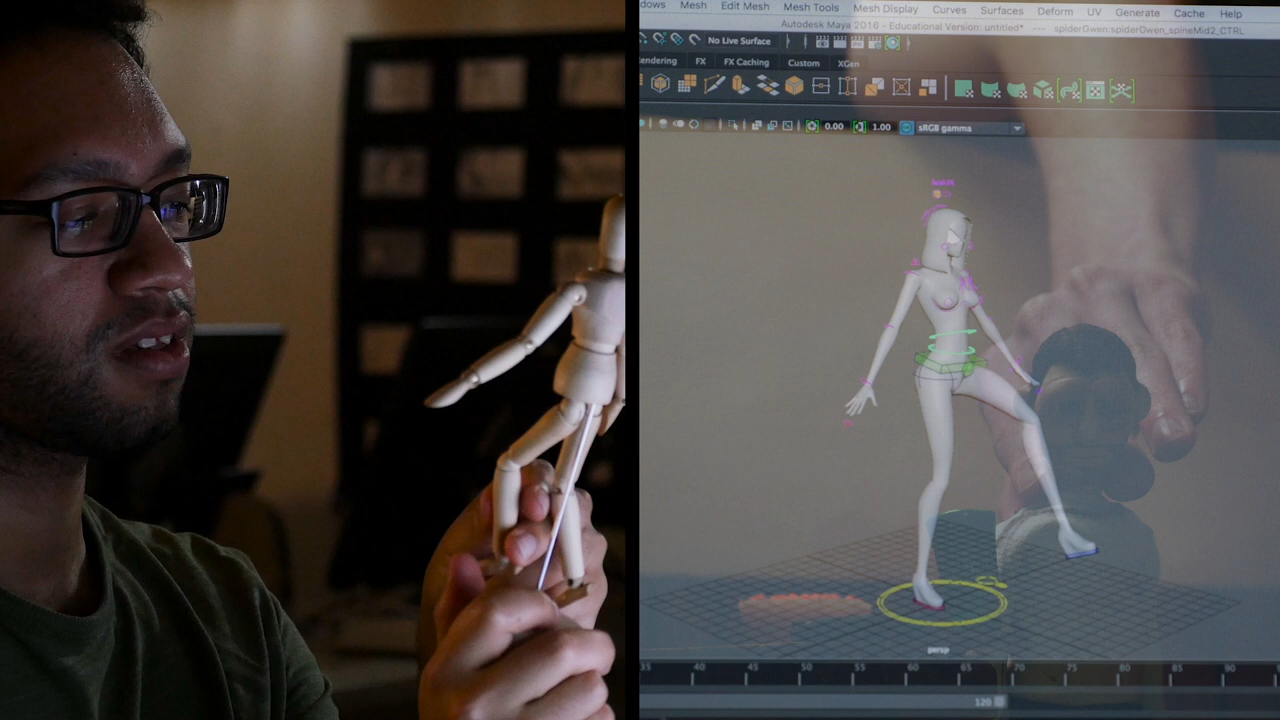 dows Mesh Edit Mesh Mesh Tools Mesh Display Curves Surfaces Deform UV Generate Cache Help
Autodesk Maya 2016 - Educational Version: untitled* --- spiderGwen:spiderGwen_spineMid2_CTRL
No Live Surface
endering FX FX Caching Custom XGen
0.00 1.00 sRGB gamma
persp
35 40 45 50 55 60 65 70 75 80 85 90
120